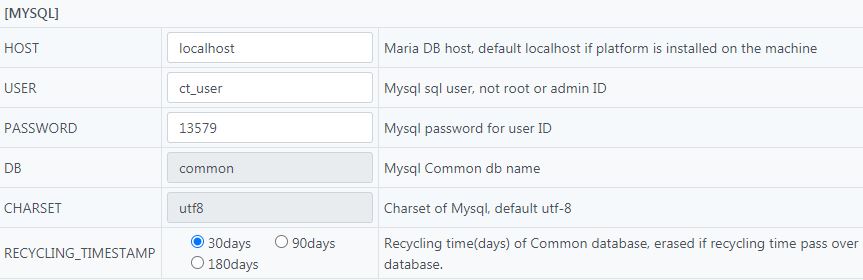 [MYSQL]
HOST localhost Maria DB host, default localhost if platform is installed on the machine
USER ct_user Mysql sql user, not root or admin ID
PASSWORD 13579 Mysql password for user ID
DB common Mysql Common db name
CHARSET utf8 Charset of Mysql, default utf-8
RECYCLING_TIMESTAMP 30days 90days 180days Recycling time(days) of Common database, erased if recycling time pass over
database.